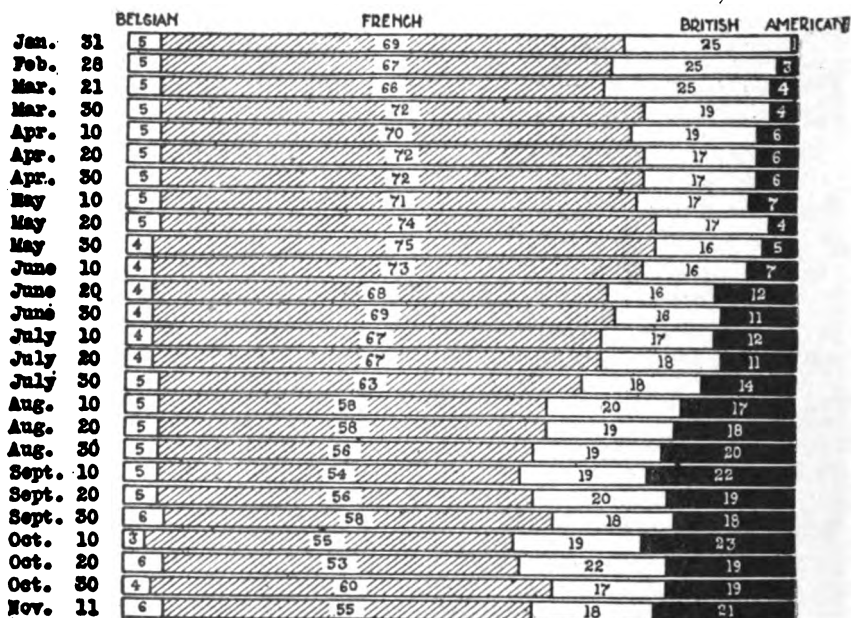 BELGIAN FRENCH BRITISH AMERICAN
Jan. 31 5 69 25
Feb. 28 5 67 25 3
Mar. 21 5 66 25 4
Mar. 30 5 72 19 4
Apr. 10 5 70 19 6
Apr. 20 5 72 17 6
Apr. 30 5 72 17 6
May 10 5 71 17 7
May 20 5 74 17 4
May 30 4 75 16 5
June 10 4 73 16 7
June 20 4 68 16 12
June 30 4 69 16 11
July 10 4 67 17 12
July 20 4 67 18 11
July 30 5 63 18 14
Aug. 10 5 58 20 17
Aug. 20 5 58 19 18
Aug. 30 5 56 19 20
Sept. 10 5 54 19 22
Sept. 20 5 56 20 19
Sept. 30 6 58 18 18
Oct. 10 3 55 19 23
Oct. 20 6 53 22 19
Oct. 30 4 60 17 19
Nov. 11 6 55 18 21